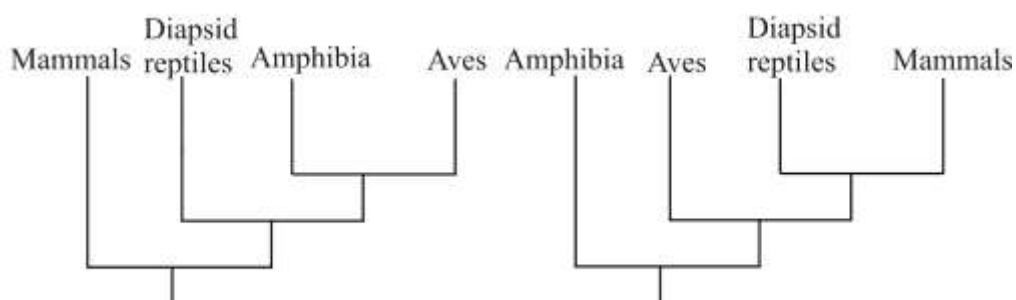 Mammals
Diapsid
reptiles
Amphibia
Aves
Amphibia
Aves
Diapsid
reptiles
Mammals